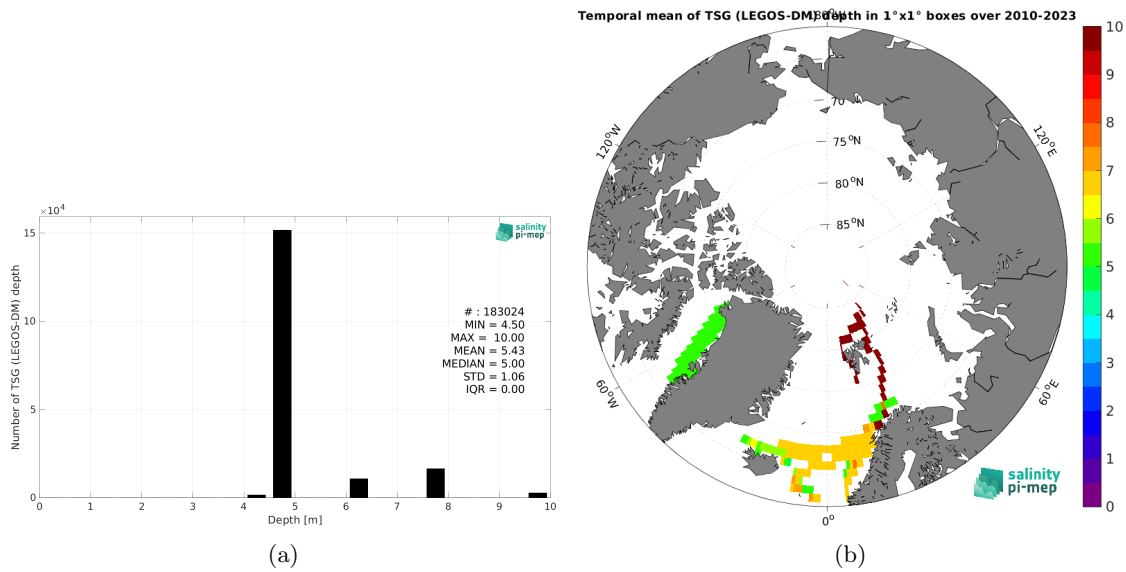 ×10⁴
15
10
5
0
0 1 2 3 4 5 6 7 8 9 10
Number of TSG (LEGOS-DM) depth
Depth [m]
salinity
pi-mep
# : 183024
MIN = 4.50
MAX = 10.00
MEAN = 5.43
MEDIAN = 5.00
STD = 1.06
IQR = 0.00
(a)
Temporal mean of TSG (LEGOS-DM) depth in 1°x1° boxes over 2010-2023
180°W
70
75°N
80°N
85°N
120°W
120°E
60°W
60°E
0°
10
9
8
7
6
5
4
3
2
1
0
salinity
pi-mep
(b)